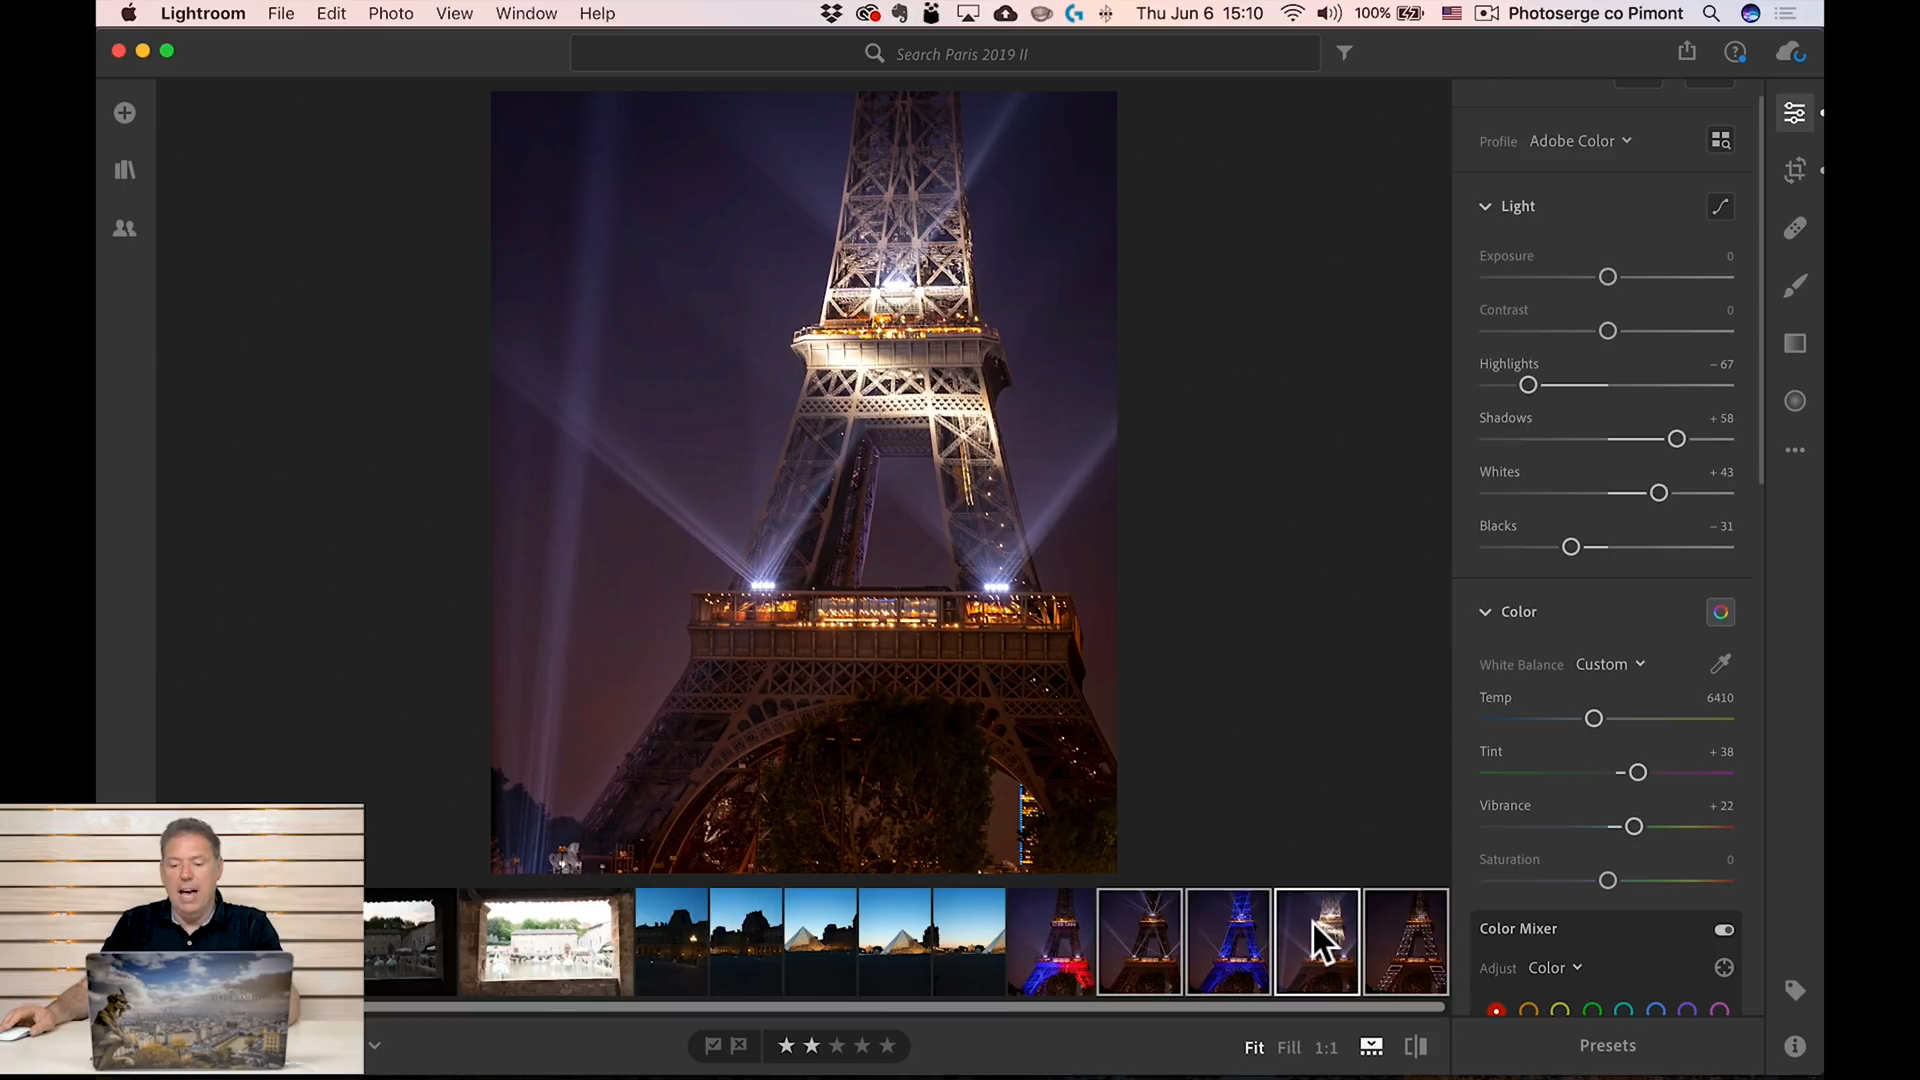 Lightroom File Edit Photo View Window Help Thu Jun 6 15:10 100% Photoserge co Pimont
Search Paris 2019 II
Profile Adobe Color
Light
Exposure 0
Contrast 0
Highlights – 67
Shadows + 58
Whites + 43
Blacks – 31
Color
White Balance Custom
Temp 6410
Tint + 38
Vibrance + 22
Saturation 0
Color Mixer
Adjust Color
Fit Fill 1:1
Presets